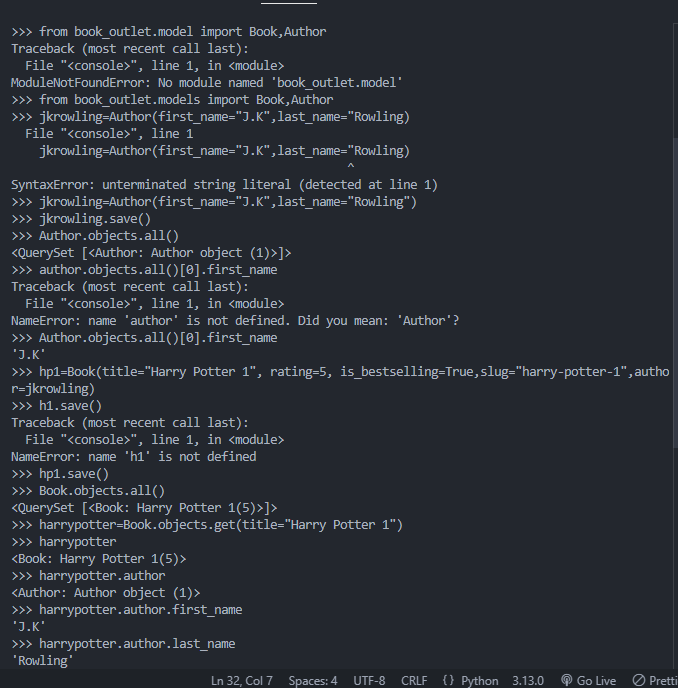 >>> from book_outlet.model import Book,Author
Traceback (most recent call last):
  File "<console>", line 1, in <module>
ModuleNotFoundError: No module named 'book_outlet.model'
>>> from book_outlet.models import Book,Author
>>> jkrowling=Author(first_name="J.K",last_name="Rowling)
  File "<console>", line 1
    jkrowling=Author(first_name="J.K",last_name="Rowling)
                                                ^
SyntaxError: unterminated string literal (detected at line 1)
>>> jkrowling=Author(first_name="J.K",last_name="Rowling")
>>> jkrowling.save()
>>> Author.objects.all()
<QuerySet [<Author: Author object (1)>]>
>>> author.objects.all()[0].first_name
Traceback (most recent call last):
  File "<console>", line 1, in <module>
NameError: name 'author' is not defined. Did you mean: 'Author'?
>>> Author.objects.all()[0].first_name
'J.K'
>>> hp1=Book(title="Harry Potter 1", rating=5, is_bestselling=True,slug="harry-potter-1",autho
r=jkrowling)
>>> h1.save()
Traceback (most recent call last):
  File "<console>", line 1, in <module>
NameError: name 'h1' is not defined
>>> hp1.save()
>>> Book.objects.all()
<QuerySet [<Book: Harry Potter 1(5)>]>
>>> harrypotter=Book.objects.get(title="Harry Potter 1")
>>> harrypotter
<Book: Harry Potter 1(5)>
>>> harrypotter.author
<Author: Author object (1)>
>>> harrypotter.author.first_name
'J.K'
>>> harrypotter.author.last_name
'Rowling'
Ln 32, Col 7 Spaces: 4 UTF-8 CRLF {} Python 3.13.0 Go Live Pretti